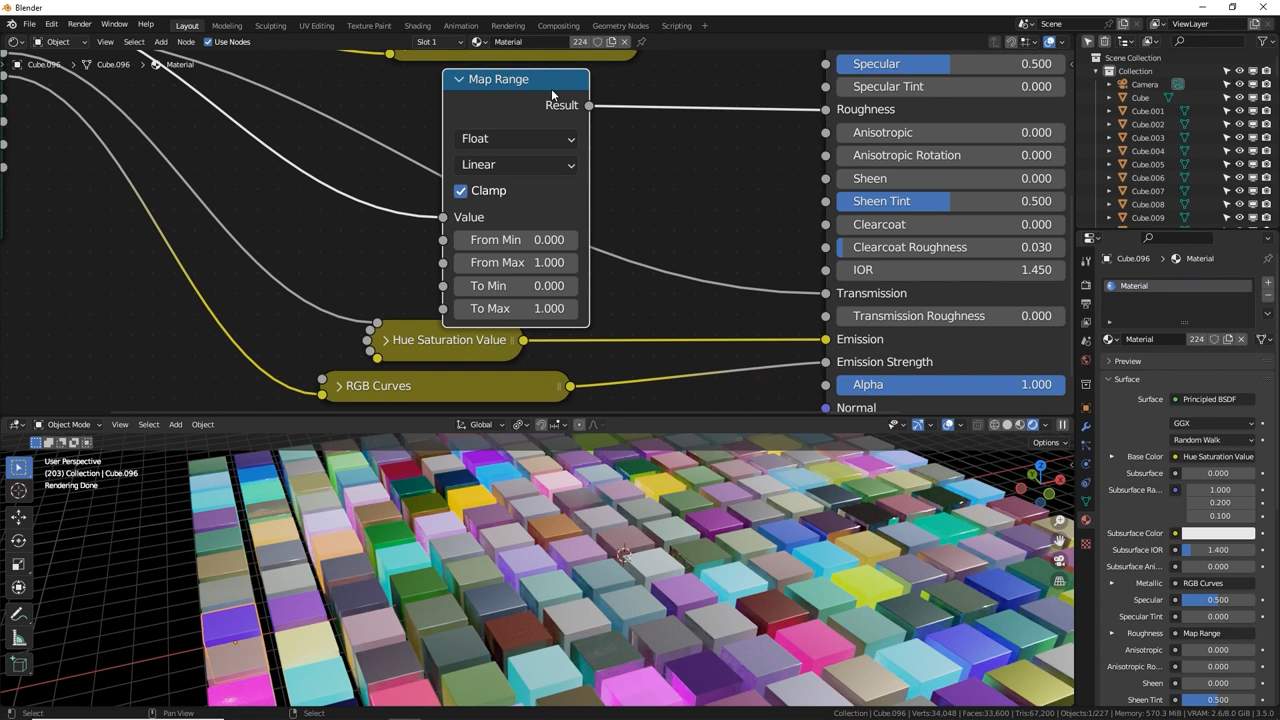 Blender
File Edit Render Window Help Layout Modeling Sculpting UV Editing Texture Paint Shading Animation Rendering Compositing Geometry Nodes Scripting + Scene ViewLayer
Object View Select Add Node Use Nodes Slot 1 Material 224
Cube.096 Cube.096 Material
Map Range
Result
Float
Linear
Clamp
Value
From Min 0.000
From Max 1.000
To Min 0.000
To Max 1.000
Hue Saturation Value
RGB Curves
Specular 0.500
Specular Tint 0.000
Roughness
Anisotropic 0.000
Anisotropic Rotation 0.000
Sheen 0.000
Sheen Tint 0.500
Clearcoat 0.000
Clearcoat Roughness 0.030
IOR 1.450
Transmission
Transmission Roughness 0.000
Emission
Emission Strength
Alpha 1.000
Normal
Scene Collection
Collection
Camera
Cube
Cube.001
Cube.002
Cube.003
Cube.004
Cube.005
Cube.006
Cube.007
Cube.008
Cube.009
Cube.096 Material
Material
Material 224
Preview
Surface
Surface Principled BSDF
GGX
Random Walk
Base Color Hue Saturation Value
Subsurface 0.000
Subsurface Ra... 1.000
0.200
0.100
Subsurface Color
Subsurface IOR 1.400
Subsurface Ani... 0.000
Metallic RGB Curves
Specular 0.500
Specular Tint 0.000
Roughness Map Range
Anisotropic 0.000
Anisotropic Ro... 0.000
Sheen 0.000
Sheen Tint 0.500
Object Mode View Select Add Object Global
Options
User Perspective
(203) Collection | Cube.096
Rendering Done
Z
Select Pan View Select Collection | Cube.096 | Verts:34,048 | Faces:33,600 | Tris:67,200 | Objects:1/227 | Memory: 570.3 MiB | VRAM: 2.6/8.0 GiB | 3.5.0